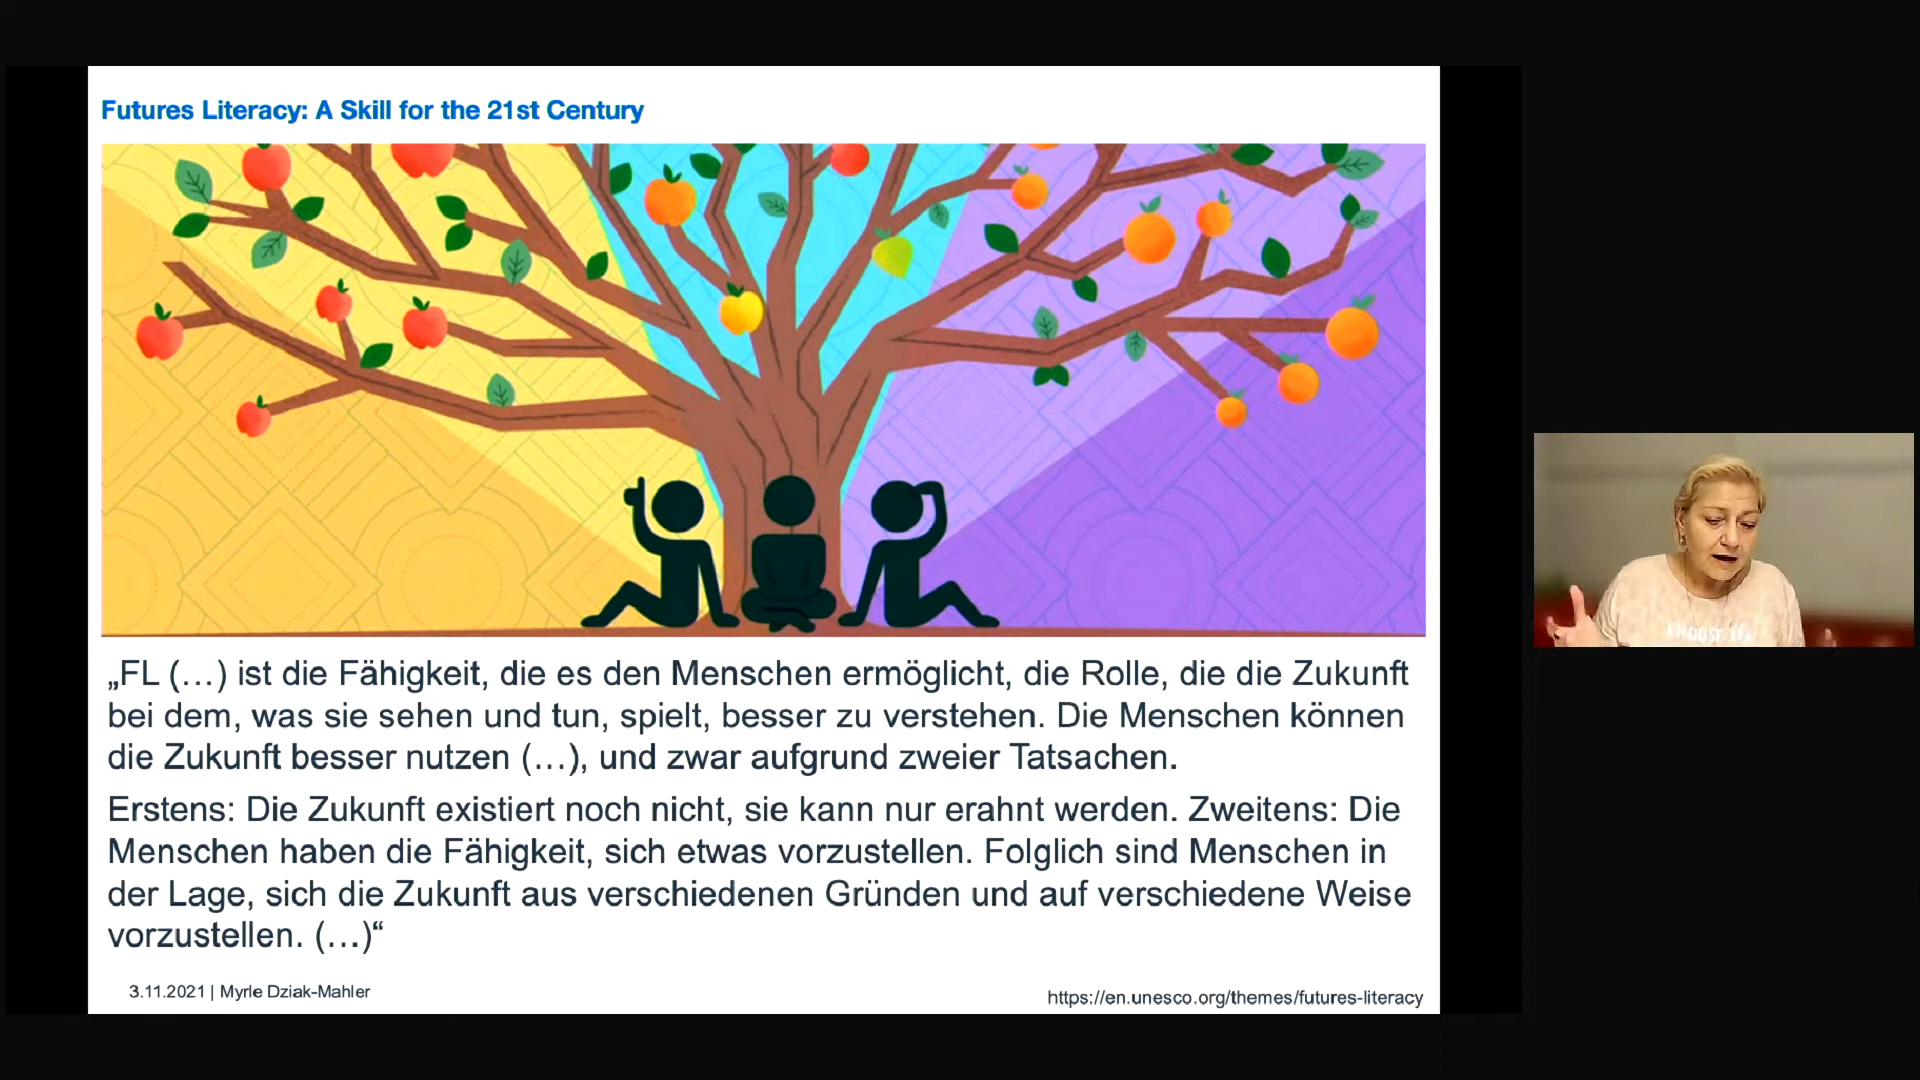 Futures Literacy: A Skill for the 21st Century
„FL (…) ist die Fähigkeit, die es den Menschen ermöglicht, die Rolle, die die Zukunft
bei dem, was sie sehen und tun, spielt, besser zu verstehen. Die Menschen können
die Zukunft besser nutzen (…), und zwar aufgrund zweier Tatsachen.
Erstens: Die Zukunft existiert noch nicht, sie kann nur erahnt werden. Zweitens: Die
Menschen haben die Fähigkeit, sich etwas vorzustellen. Folglich sind Menschen in
der Lage, sich die Zukunft aus verschiedenen Gründen und auf verschiedene Weise
vorzustellen. (…)“
3.11.2021 | Myrle Dziak-Mahler
https://en.unesco.org/themes/futures-literacy